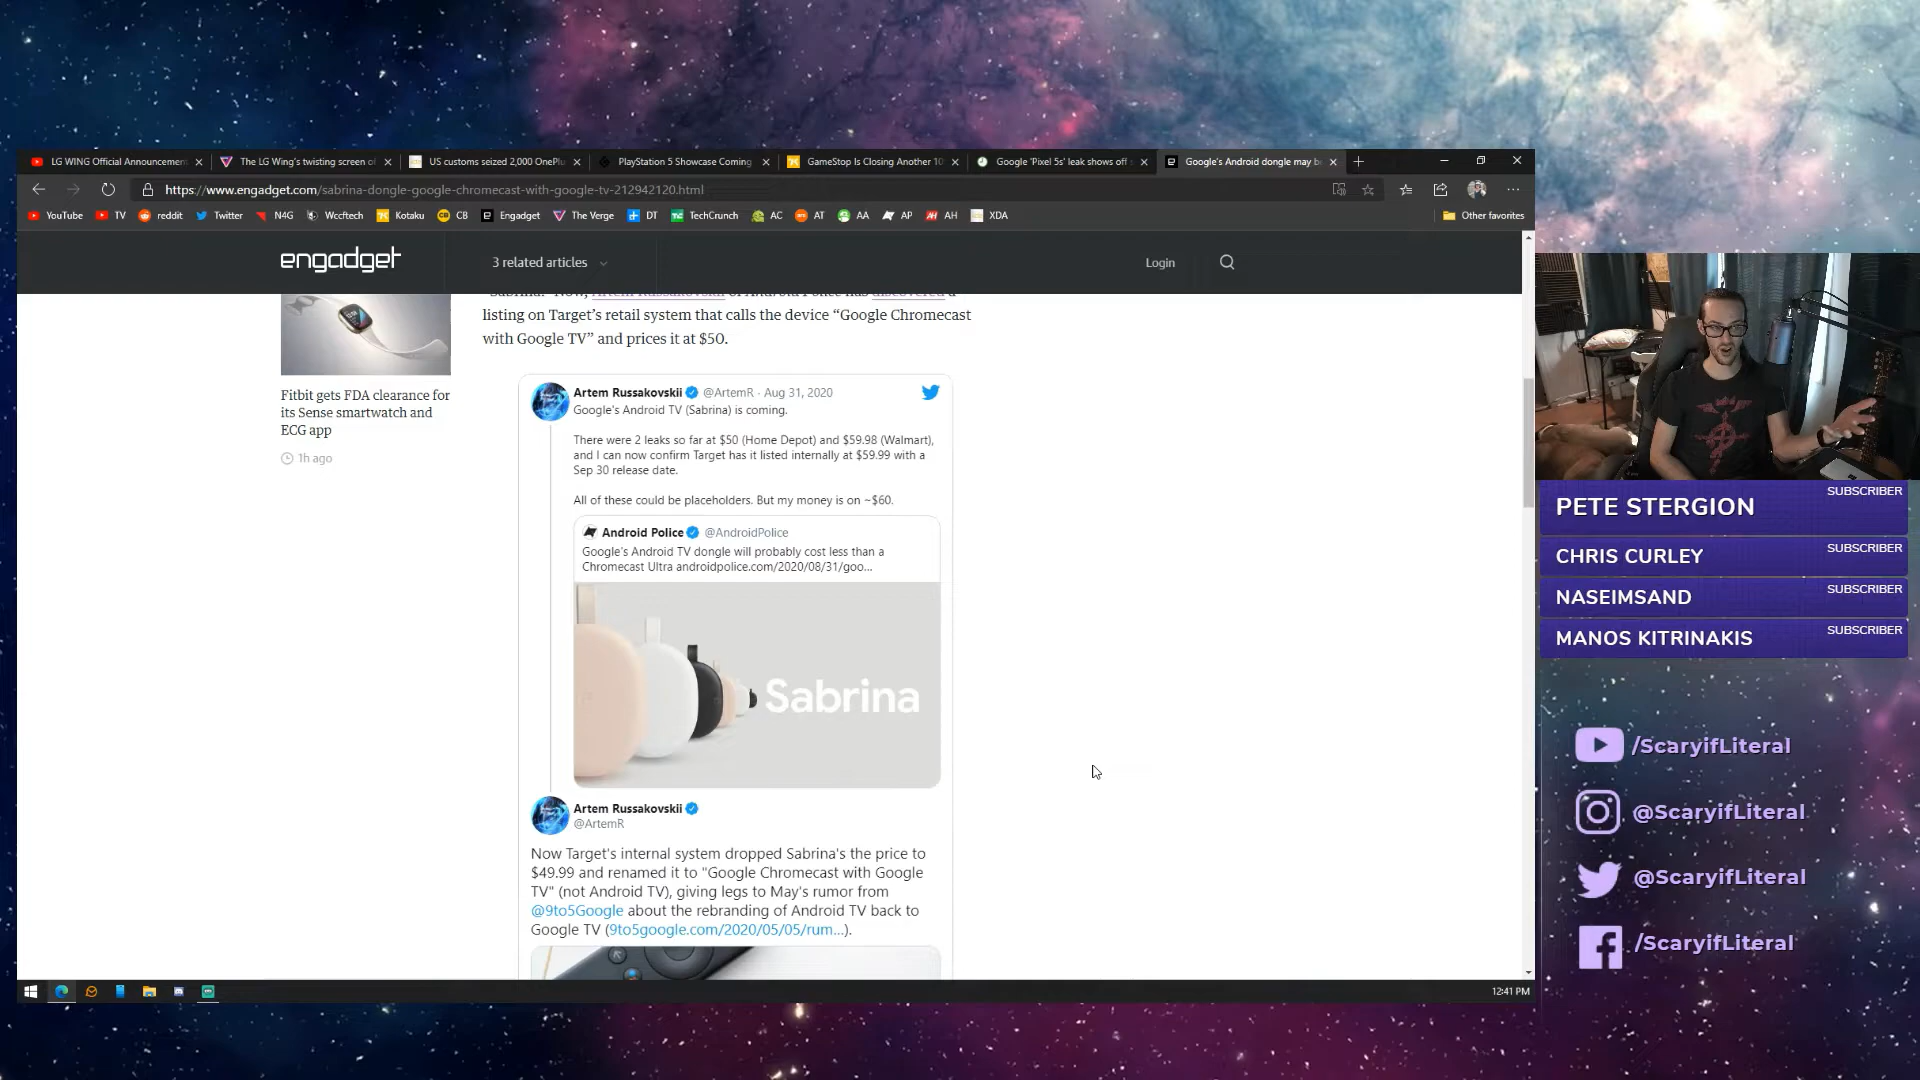 LG WING Official Announcement
The LG Wing's twisting screen of
US customs seized 2,000 OnePlu
PlayStation 5 Showcase Coming
GameStop Is Closing Another 10
Google 'Pixel 5s' leak shows off
Google's Android dongle may b
https://www.engadget.com/sabrina-dongle-google-chromecast-with-google-tv-212942120.html
YouTube TV reddit Twitter N4G Wccftech Kotaku CB Engadget The Verge DT TechCrunch AC AT AA AP AH XDA Other favorites
engadget
3 related articles
Login
listing on Target's retail system that calls the device “Google Chromecast
with Google TV” and prices it at $50.
Fitbit gets FDA clearance for
its Sense smartwatch and
ECG app
1h ago
Artem Russakovskii @ArtemR · Aug 31, 2020
Google's Android TV (Sabrina) is coming.
There were 2 leaks so far at $50 (Home Depot) and $59.98 (Walmart),
and I can now confirm Target has it listed internally at $59.99 with a
Sep 30 release date.
All of these could be placeholders. But my money is on ~$60.
Android Police @AndroidPolice
Google's Android TV dongle will probably cost less than a
Chromecast Ultra androidpolice.com/2020/08/31/goo...
Sabrina
Artem Russakovskii
@ArtemR
Now Target's internal system dropped Sabrina's the price to
$49.99 and renamed it to "Google Chromecast with Google
TV" (not Android TV), giving legs to May's rumor from
@9to5Google about the rebranding of Android TV back to
Google TV (9to5google.com/2020/05/05/rum...).
12:41 PM
PETE STERGION SUBSCRIBER
CHRIS CURLEY SUBSCRIBER
NASEIMSAND SUBSCRIBER
MANOS KITRINAKIS SUBSCRIBER
/ScaryifLiteral
@ScaryifLiteral
@ScaryifLiteral
/ScaryifLiteral